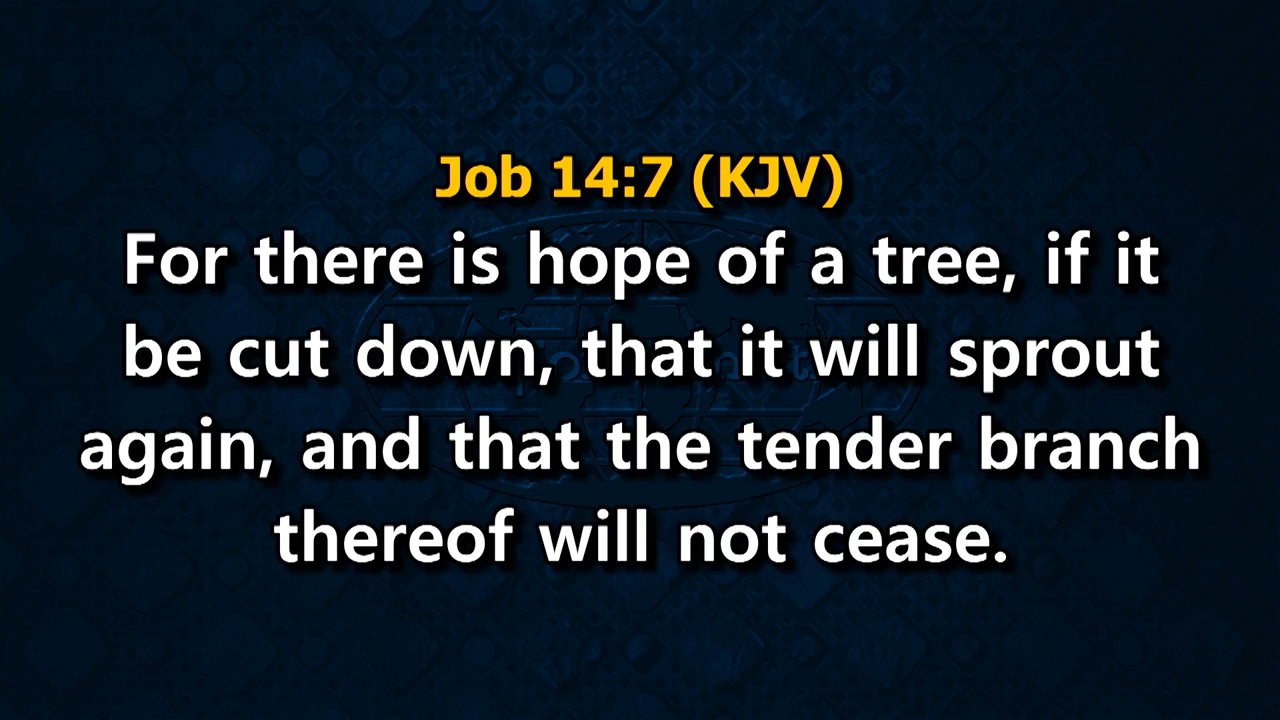 Job 14:7 (KJV)
For there is hope of a tree, if it
be cut down, that it will sprout
again, and that the tender branch
thereof will not cease.